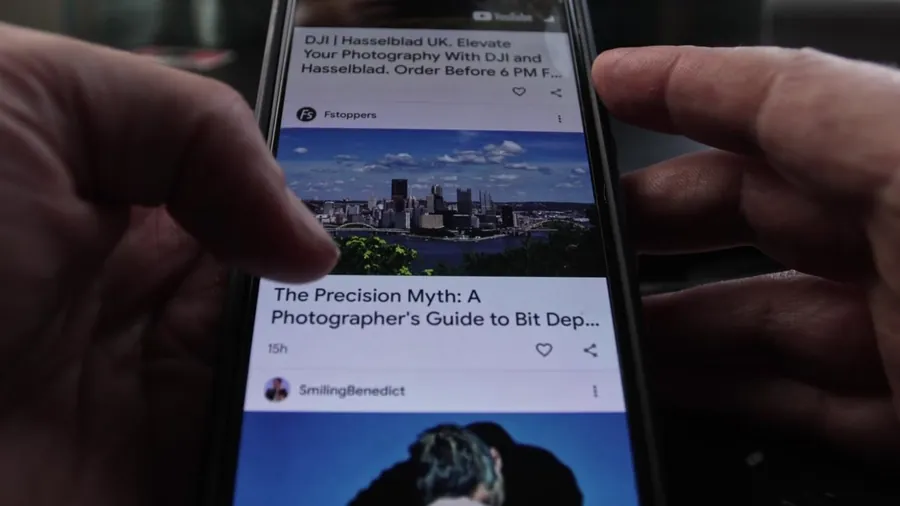 YouTube
DJI | Hasselblad UK. Elevate
Your Photography With DJI and
Hasselblad. Order Before 6 PM F...
Fs
Fstoppers
The Precision Myth: A
Photographer's Guide to Bit Dep...
15h
SmilingBenedict